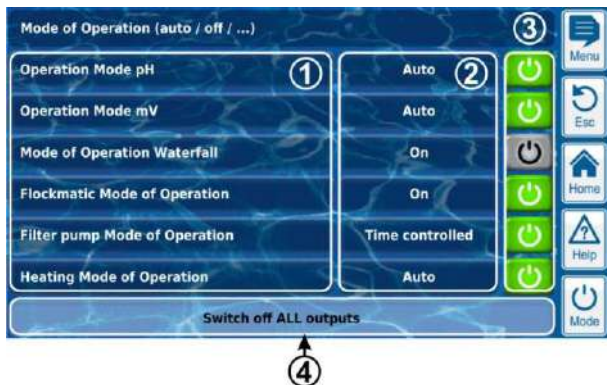 Mode of Operation (auto / off / ...) 3 Menu
Operation Mode pH 1 Auto 2
Operation Mode mV Auto Esc
Mode of Operation Waterfall On
Flockmatic Mode of Operation On Home
Filter pump Mode of Operation Time controlled Help
Heating Mode of Operation Auto
Switch off ALL outputs Mode
4